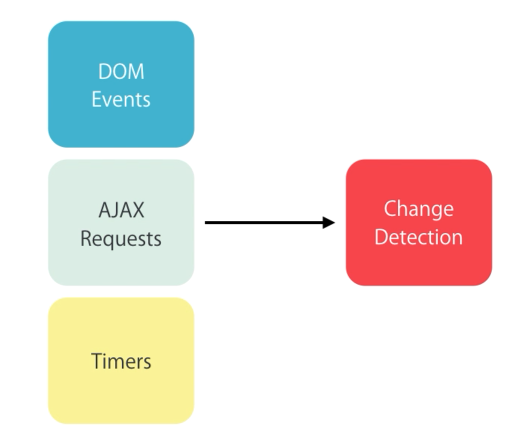 DOM
Events
AJAX
Requests
Change
Detection
Timers